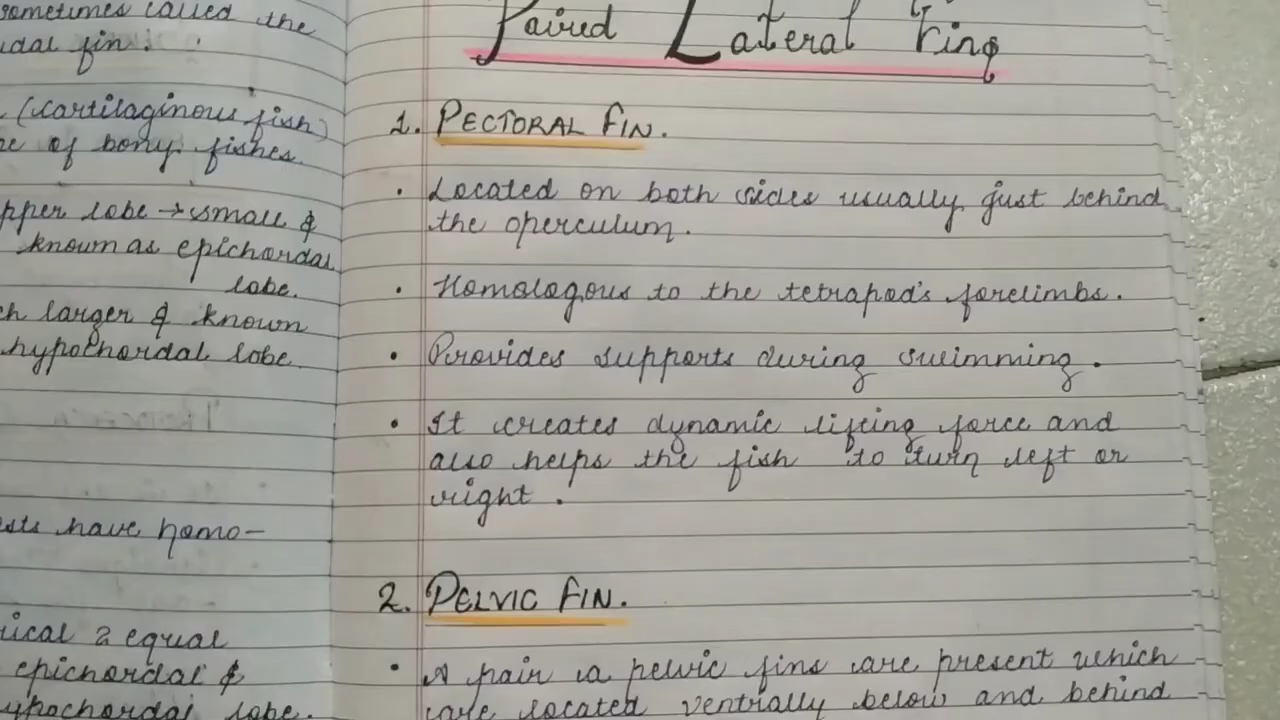 sometimes called the
dal fin.
(cartilaginous fish)
of bony fishes.
pper lobe → small &
known as epichordal
lobe.
larger & known
hypochordal lobe
have homo-
ical & equal
epichordal &
ypochordal lobe.
Paired Lateral Fins
1. PECTORAL FIN.
• Located on both sides usually just behind
the operculum.
• Homologous to the tetrapod's forelimbs.
• Provides supports during swimming.
• It creates dynamic lifting force and
also helps the fish to turn left or
right.
2. PELVIC FIN.
• A pair a pelvic fins are present which
are located ventrally below and behind